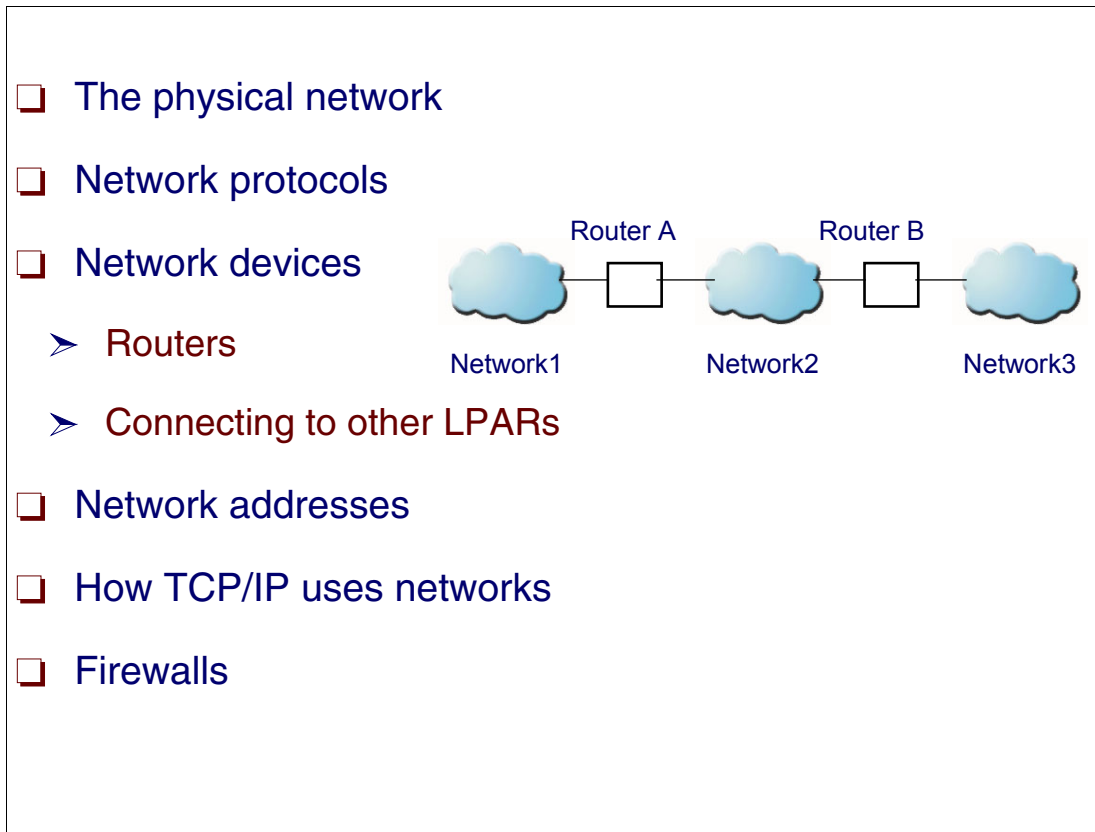 The physical network
Network protocols
Network devices
Routers
Connecting to other LPARs
Network addresses
How TCP/IP uses networks
Firewalls
Router A
Router B
Network1
Network2
Network3